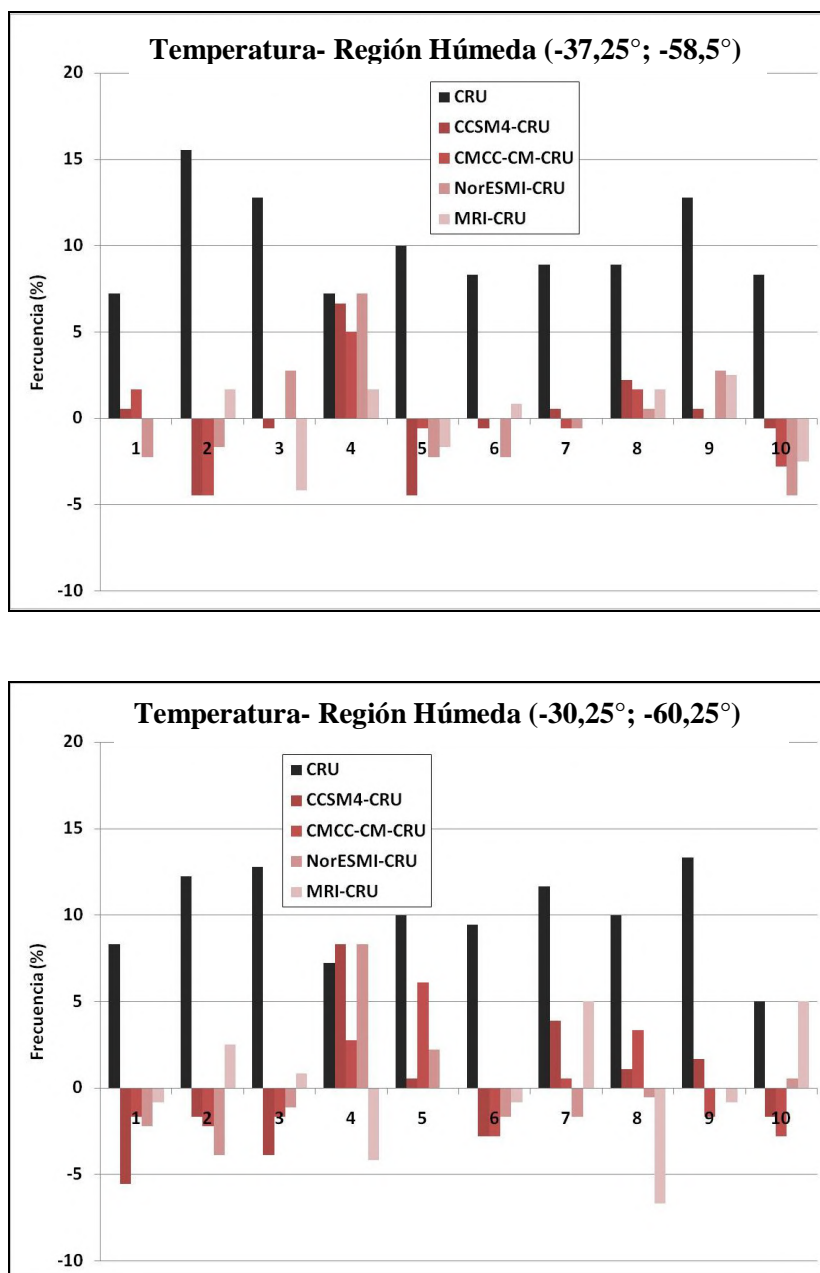 Temperatura- Región Húmeda (-37,25°; -58,5°)
20
15
10
5
0
-5
-10
Fercuencia (%)
CRU
CCSM4-CRU
CMCC-CM-CRU
NorESMI-CRU
MRI-CRU
1 2 3 4 5 6 7 8 9 10
Temperatura- Región Húmeda (-30,25°; -60,25°)
20
15
10
5
0
-5
-10
Frecuencia (%)
CRU
CCSM4-CRU
CMCC-CM-CRU
NorESMI-CRU
MRI-CRU
1 2 3 4 5 6 7 8 9 10